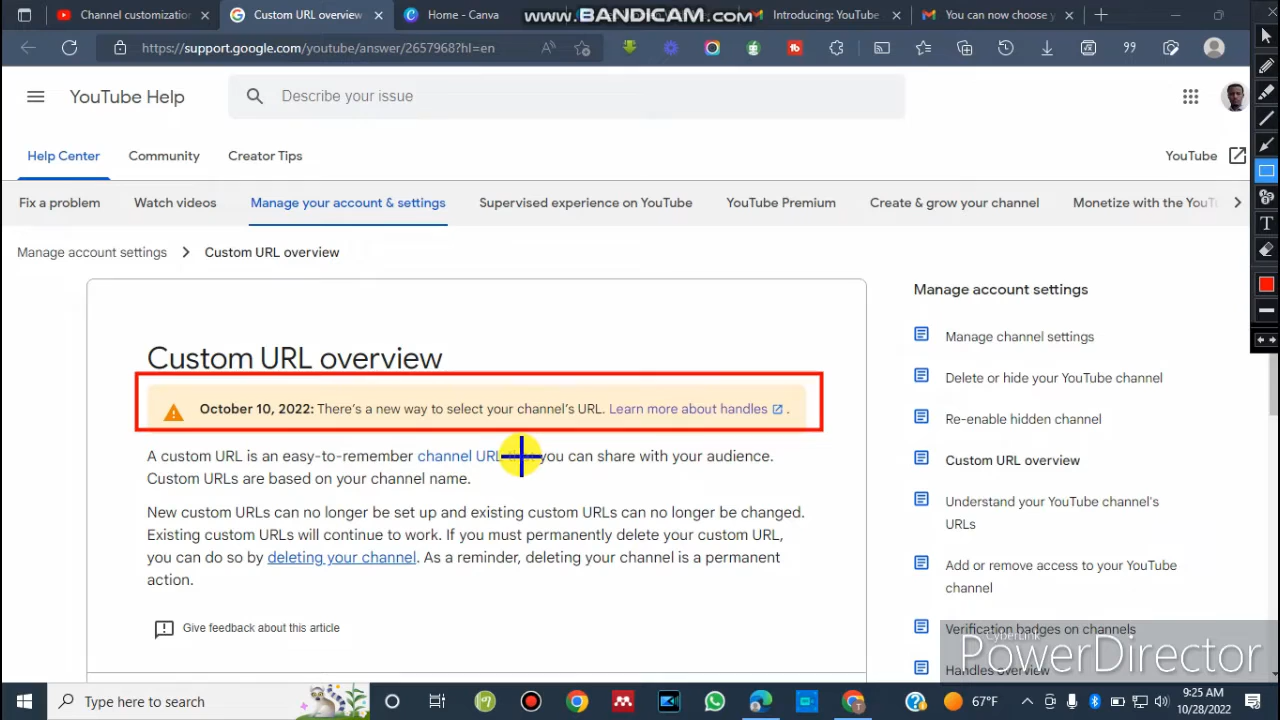 Channel customization
Custom URL overview
Home - Canva
www.BANDICAM.com
Introducing: YouTube
You can now choose y
https://support.google.com/youtube/answer/2657968?hl=en
YouTube Help
Describe your issue
Help Center
Community
Creator Tips
YouTube
Fix a problem
Watch videos
Manage your account & settings
Supervised experience on YouTube
YouTube Premium
Create & grow your channel
Monetize with the YouTu
Manage account settings
Custom URL overview
Custom URL overview
October 10, 2022: There's a new way to select your channel's URL. Learn more about handles .
A custom URL is an easy-to-remember channel URL that you can share with your audience.
Custom URLs are based on your channel name.
New custom URLs can no longer be set up and existing custom URLs can no longer be changed.
Existing custom URLs will continue to work. If you must permanently delete your custom URL,
you can do so by deleting your channel. As a reminder, deleting your channel is a permanent
action.
Give feedback about this article
Manage account settings
Manage channel settings
Delete or hide your YouTube channel
Re-enable hidden channel
Custom URL overview
Understand your YouTube channel's
URLs
Add or remove access to your YouTube
channel
Verification badges on channels
Handles overview
CyberLink
PowerDirector
Type here to search
67°F
9:25 AM
10/28/2022